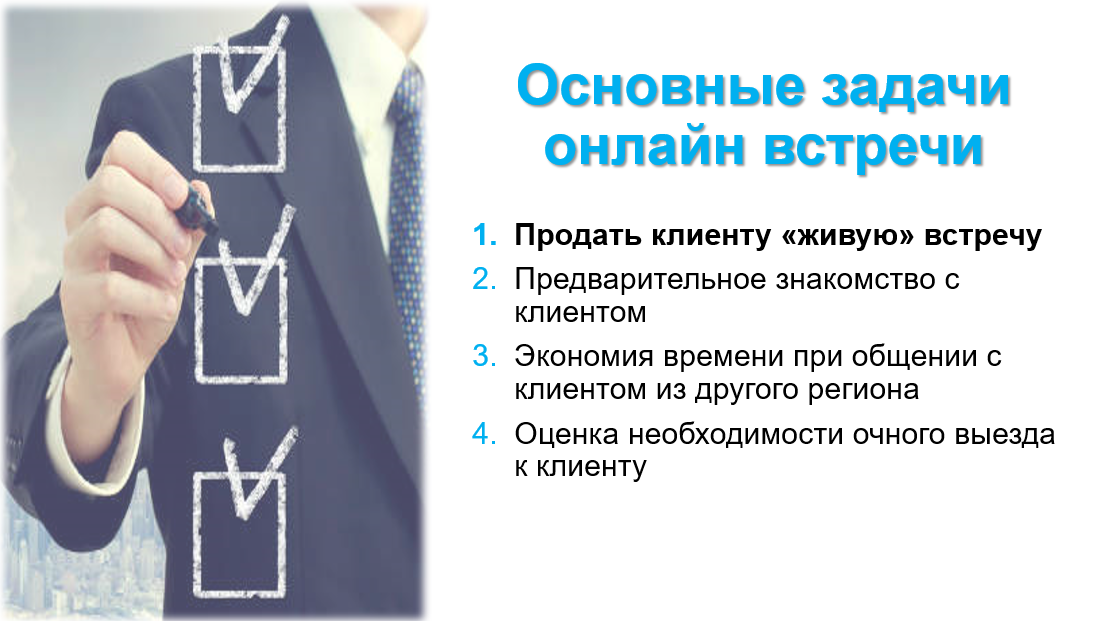 Основные задачи
онлайн встречи
1. Продать клиенту «живую» встречу
2. Предварительное знакомство с
клиентом
3. Экономия времени при общении с
клиентом из другого региона
4. Оценка необходимости очного выезда
к клиенту